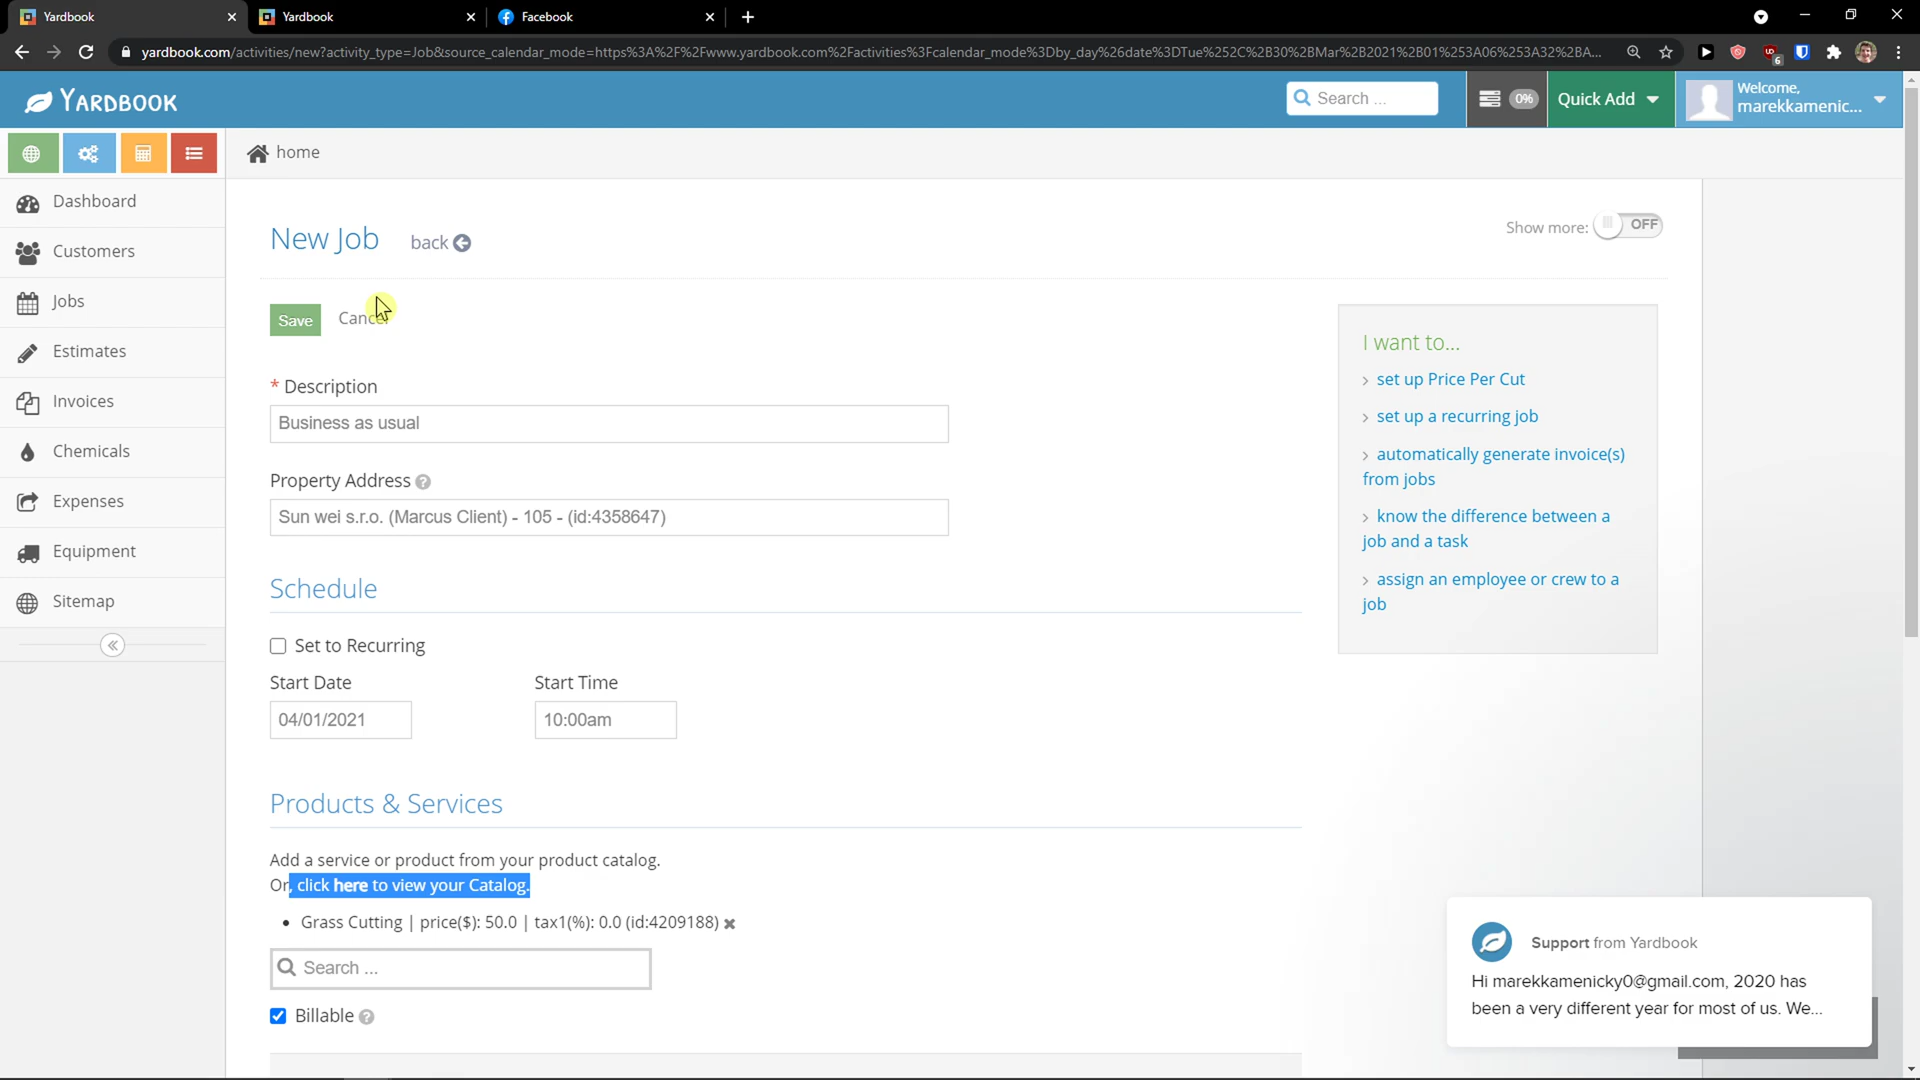 Yardbook
Yardbook
Facebook
yardbook.com/activities/new?activity_type=Job&source_calendar_mode=https%3A%2F%2Fwww.yardbook.com%2Factivities%3Fcalendar_mode%3Dby_day%26date%3DTue%252C%2B30%2BMar%2B2021%2B01%253A06%253A32%2BA...
6
YARDBOOK
Search ...
0%
Quick Add
Welcome,
marekkamenic...
home
Dashboard
Customers
Jobs
Estimates
Invoices
Chemicals
Expenses
Equipment
Sitemap
New Job
back
Show more:
OFF
Save
Cancel
* Description
Business as usual
Property Address
Sun wei s.r.o. (Marcus Client) - 105 - (id:4358647)
Schedule
Set to Recurring
Start Date
Start Time
04/01/2021
10:00am
Products & Services
Add a service or product from your product catalog.
Or, click here to view your Catalog.
• Grass Cutting | price($): 50.0 | tax1(%): 0.0 (id:4209188)
Search ...
Billable
I want to...
› set up Price Per Cut
› set up a recurring job
› automatically generate invoice(s)
from jobs
› know the difference between a
job and a task
› assign an employee or crew to a
job
Support from Yardbook
Hi marekkamenicky0@gmail.com, 2020 has
been a very different year for most of us. We...